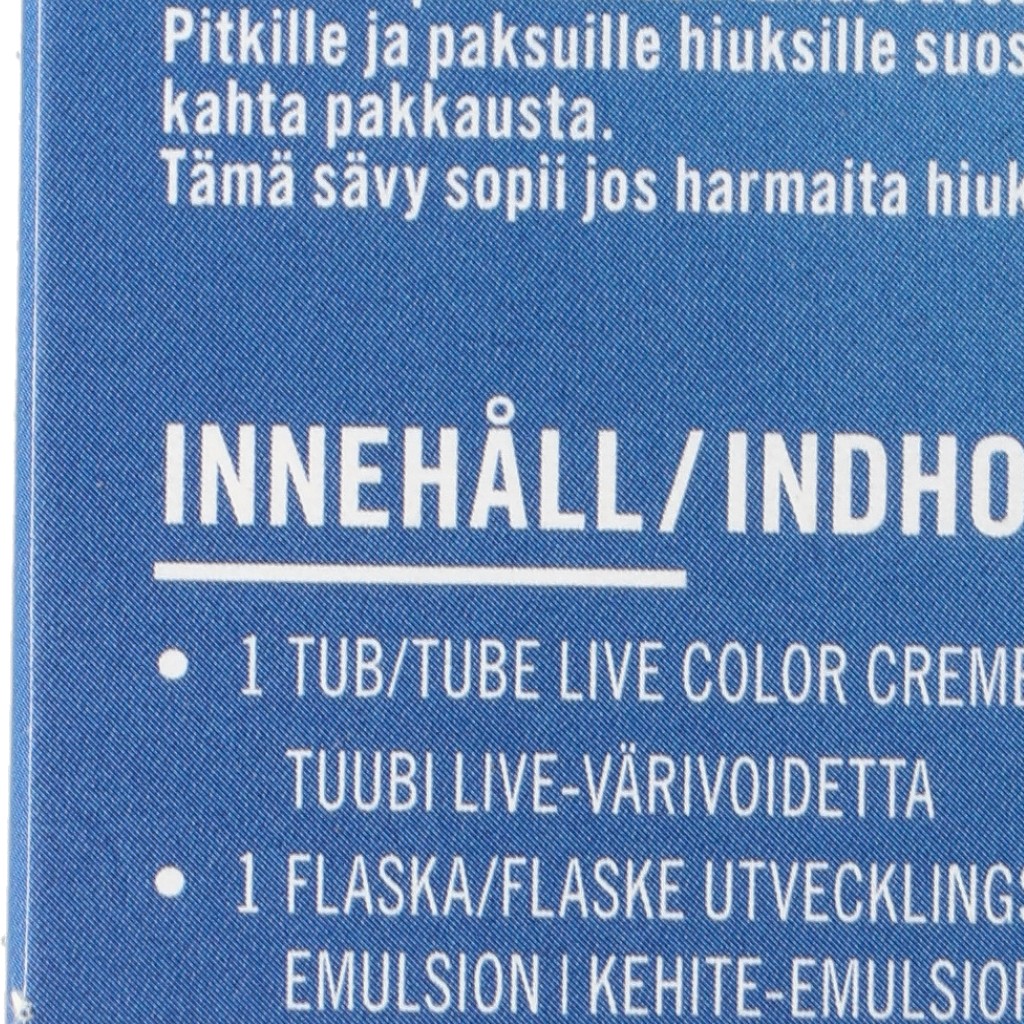 Pitkille ja paksuille hiuksille suos
kahta pakkausta.
Tämä sävy sopii jos harmaita hiuk
INNEHÅLL/INDHO
• 1 TUB/TUBE LIVE COLOR CREME
TUUBI LIVE-VÄRIVOIDETTA
• 1 FLASKA/FLASKE UTVECKLINGS
EMULSION | KEHITE-EMULSIO